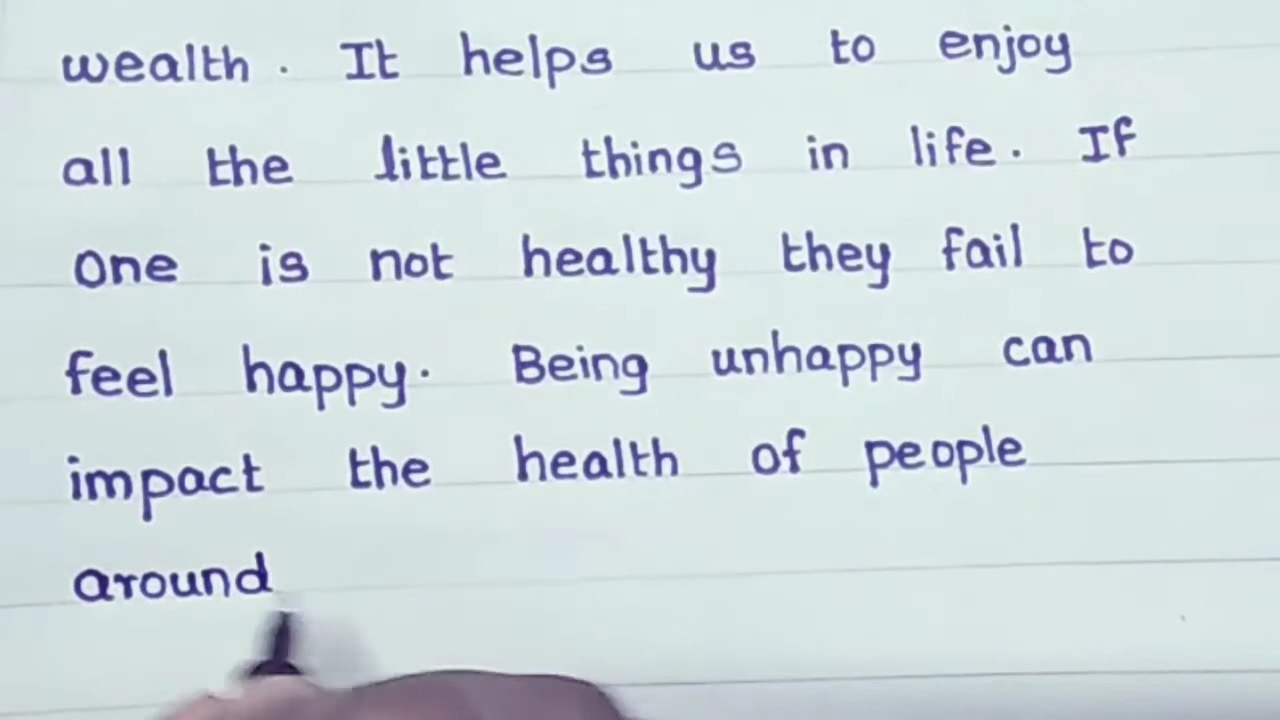 wealth. It helps us to enjoy
all the little things in life. If
one is not healthy they fail to
feel happy. Being unhappy can
impact the health of people
around